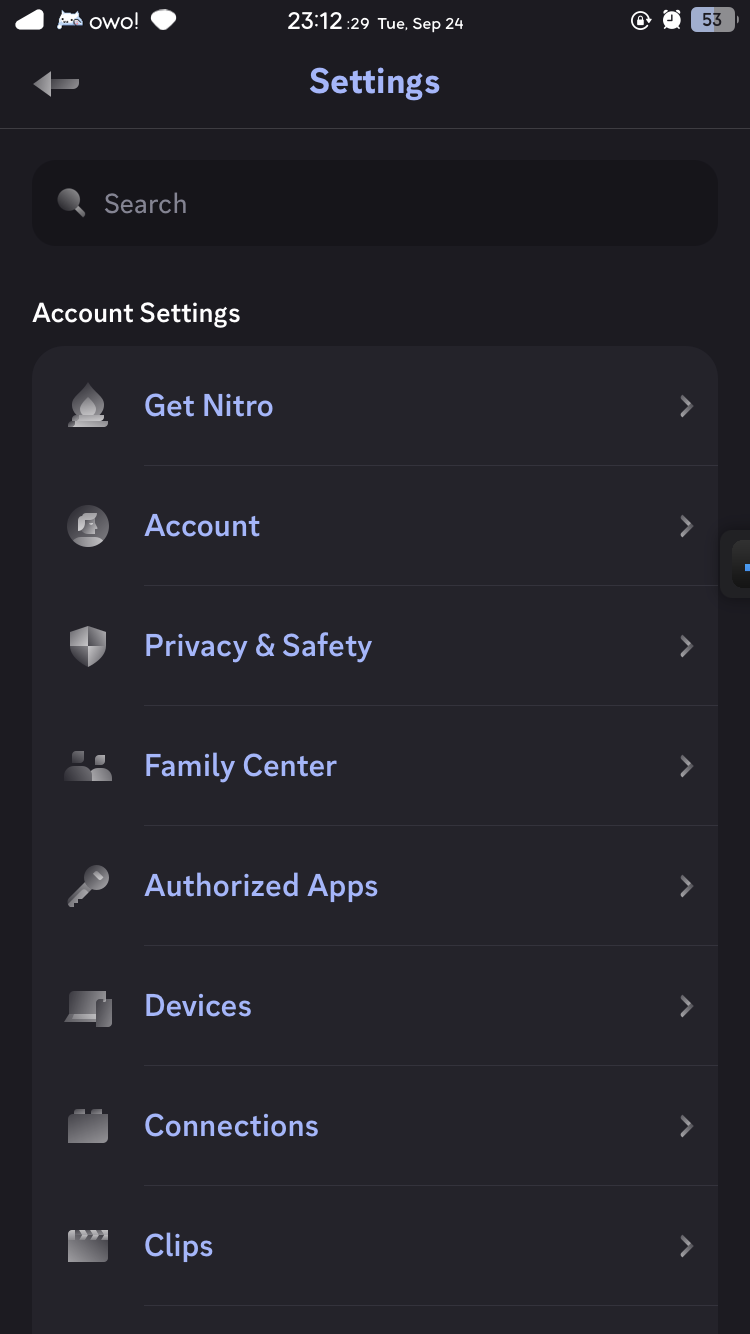 owo! 23:12:29 Tue, Sep 24 53
Settings
Search
Account Settings
Get Nitro
Account
Privacy & Safety
Family Center
Authorized Apps
Devices
Connections
Clips